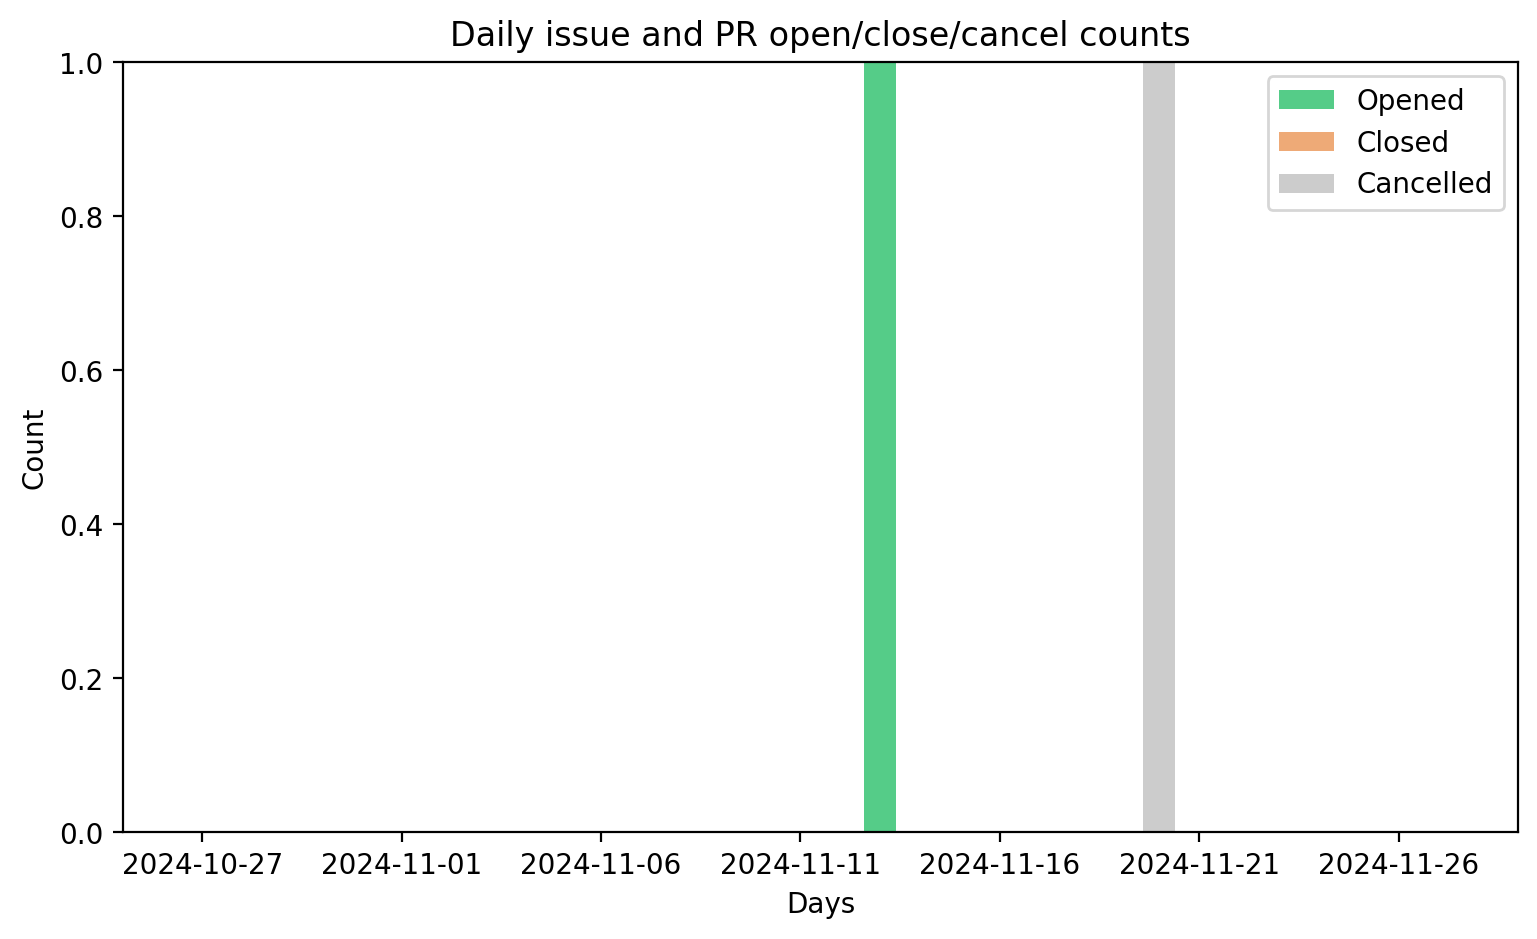 Daily issue and PR open/close/cancel counts
1.0
0.8
0.6
0.4
0.2
0.0
Count
Opened
Closed
Cancelled
2024-10-27 2024-11-01 2024-11-06 2024-11-11 2024-11-16 2024-11-21 2024-11-26
Days